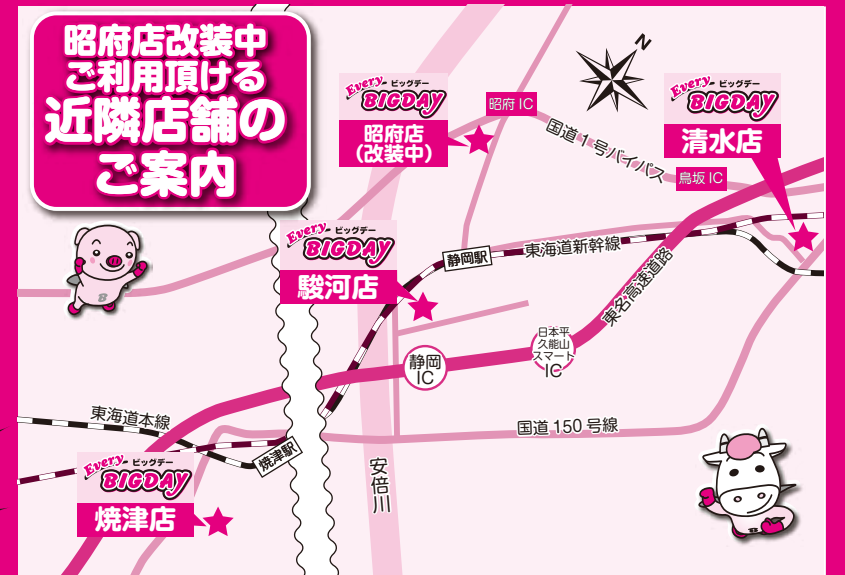 昭府店改装中
ご利用頂ける
近隣店舗の
ご案内
N
Every ビッグデー
BIGDAY
昭府店
(改装中)
昭府 IC
国道1号バイパス
Every ビッグデー
BIGDAY
清水店
鳥坂 IC
Every ビッグデー
BIGDAY
駿河店
静岡駅
東海道新幹線
東名高速道路
日本平
久能山
スマート
IC
静岡
IC
東海道本線
国道 150 号線
焼津駅
安倍川
Every ビッグデー
BIGDAY
焼津店